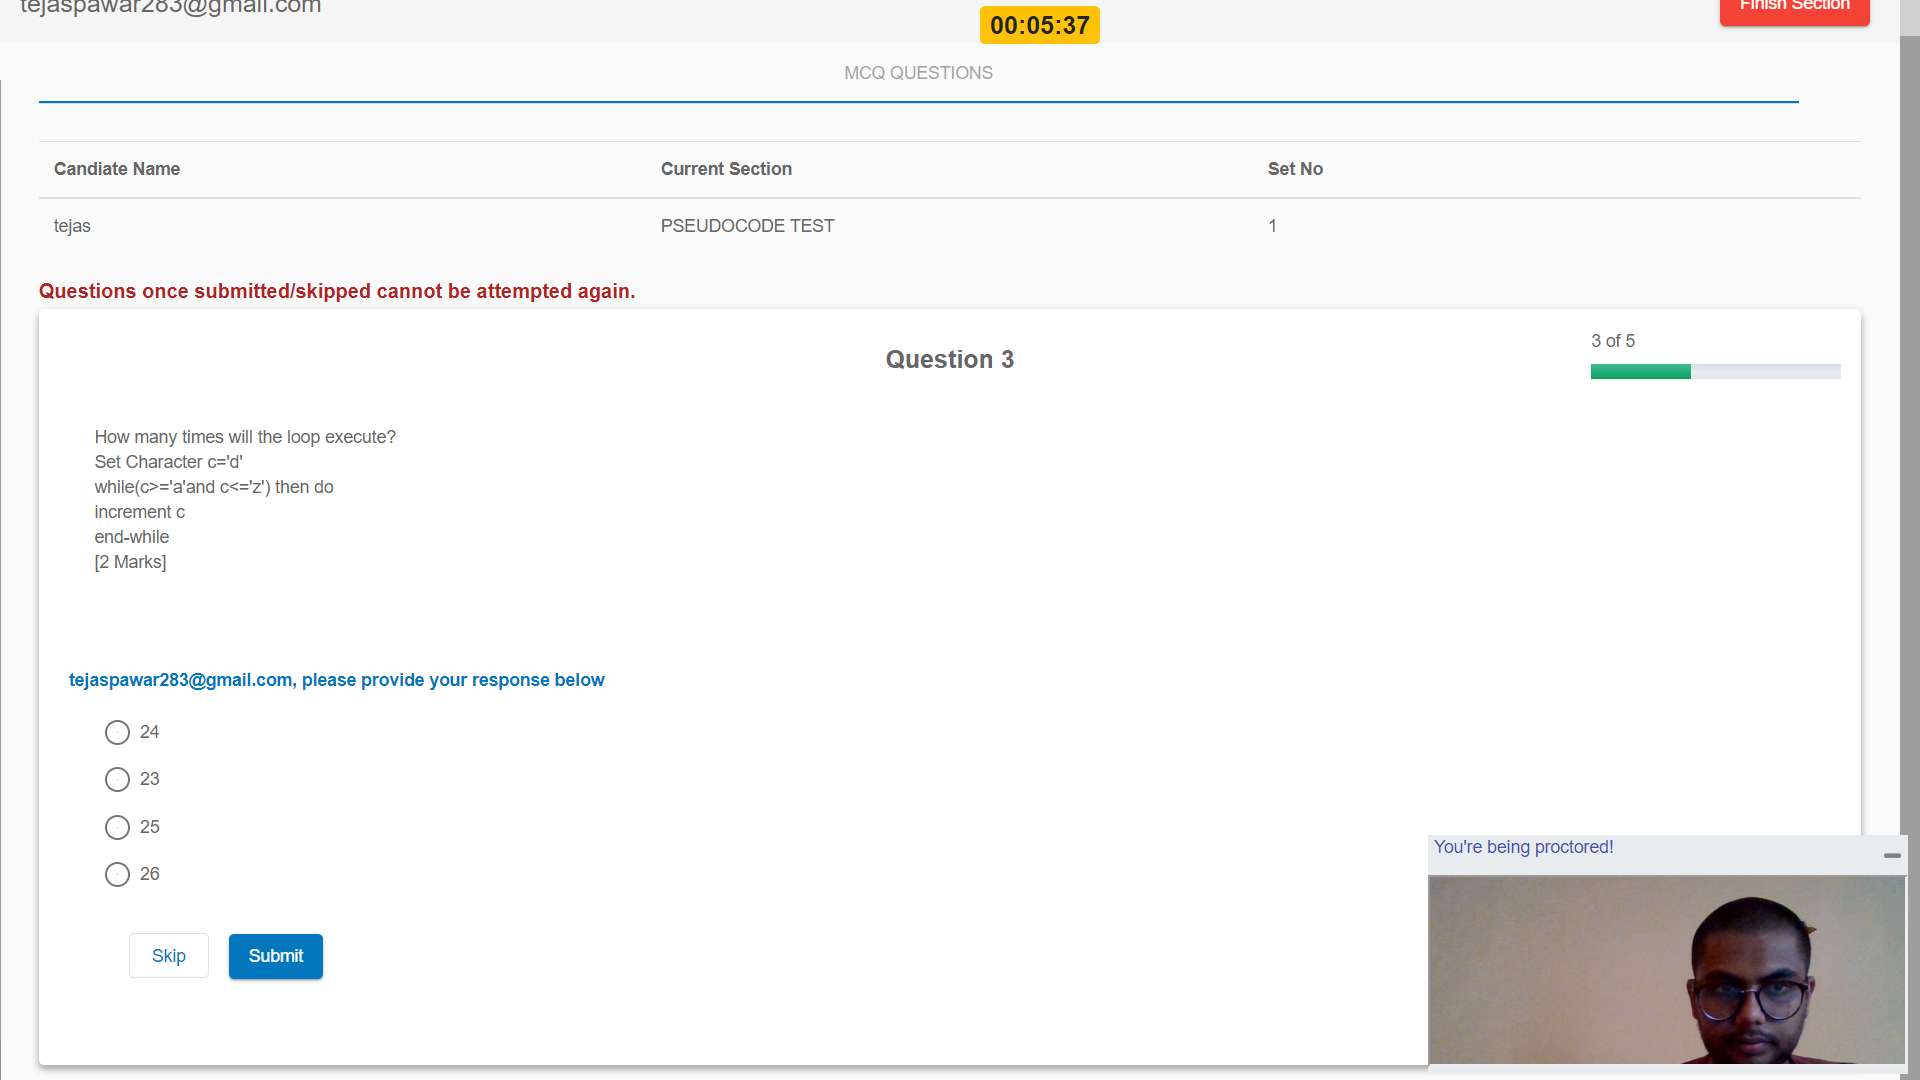 tejaspawar283@gmail.com
00:05:37
Finish Section
MCQ QUESTIONS
Candiate Name Current Section Set No
tejas PSEUDOCODE TEST 1
Questions once submitted/skipped cannot be attempted again.
3 of 5
Question 3
How many times will the loop execute?
Set Character c='d'
while(c>='a'and c<='z') then do
increment c
end-while
[2 Marks]
tejaspawar283@gmail.com, please provide your response below
24
23
25
26
You're being proctored!
Skip Submit